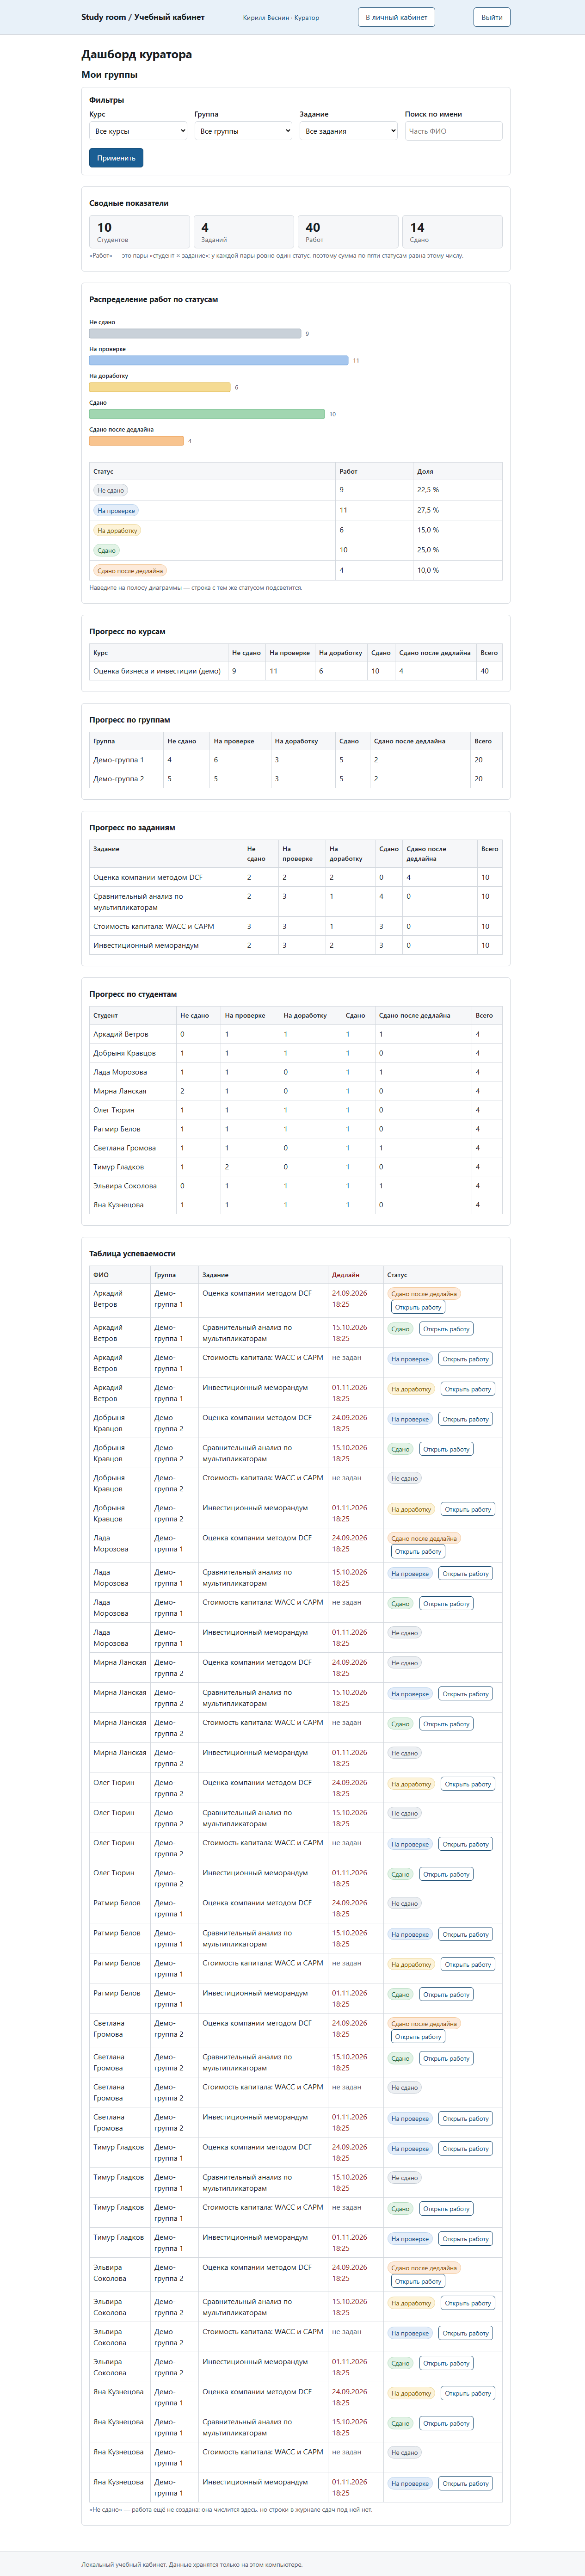 Study room / Учебный кабинет
Кирилл Веснин · Куратор
В личный кабинет
Выйти
Дашборд куратора
Мои группы
Фильтры
Курс Группа Задание Поиск по имени
Все курсы Все группы Все задания Часть ФИО
Применить
Сводные показатели
10 4 40 14
Студентов Заданий Работ Сдано
«Работ» — это пары «студент × задание»: у каждой пары ровно один статус, поэтому сумма по пяти статусам равна этому числу.
Распределение работ по статусам
Не сдано
9
На проверке
11
На доработку
6
Сдано
10
Сдано после дедлайна
4
Статус Работ Доля
Не сдано 9 22,5 %
На проверке 11 27,5 %
На доработку 6 15,0 %
Сдано 10 25,0 %
Сдано после дедлайна 4 10,0 %
Наведите на полосу диаграммы — строка с тем же статусом подсветится.
Прогресс по курсам
Курс Не сдано На проверке На доработку Сдано Сдано после дедлайна Всего
Оценка бизнеса и инвестиции (демо) 9 11 6 10 4 40
Прогресс по группам
Группа Не сдано На проверке На доработку Сдано Сдано после дедлайна Всего
Демо-группа 1 4 6 3 5 2 20
Демо-группа 2 5 5 3 5 2 20
Прогресс по заданиям
Задание Не На На Сдано Сдано после Всего
сдано проверке доработку дедлайна
Оценка компании методом DCF 2 2 2 0 4 10
Сравнительный анализ по 2 3 1 4 0 10
мультипликаторам
Стоимость капитала: WACC и CAPM 3 3 1 3 0 10
Инвестиционный меморандум 2 3 2 3 0 10
Прогресс по студентам
Студент Не сдано На проверке На доработку Сдано Сдано после дедлайна Всего
Аркадий Ветров 0 1 1 1 1 4
Добрыня Кравцов 1 1 1 1 0 4
Лада Морозова 1 1 0 1 1 4
Мирна Ланская 2 1 0 1 0 4
Олег Тюрин 1 1 1 1 0 4
Ратмир Белов 1 1 1 1 0 4
Светлана Громова 1 1 0 1 1 4
Тимур Гладков 1 2 0 1 0 4
Эльвира Соколова 0 1 1 1 1 4
Яна Кузнецова 1 1 1 1 0 4
Таблица успеваемости
ФИО Группа Задание Дедлайн Статус
Аркадий Демо- Оценка компании методом DCF 24.09.2026 Сдано после дедлайна
Ветров группа 1 18:25 Открыть работу
Аркадий Демо- Сравнительный анализ по 15.10.2026 Сдано Открыть работу
Ветров группа 1 мультипликаторам 18:25
Аркадий Демо- Стоимость капитала: WACC и CAPM не задан На проверке Открыть работу
Ветров группа 1
Аркадий Демо- Инвестиционный меморандум 01.11.2026 На доработку Открыть работу
Ветров группа 1 18:25
Добрыня Демо- Оценка компании методом DCF 24.09.2026 На проверке Открыть работу
Кравцов группа 2 18:25
Добрыня Демо- Сравнительный анализ по 15.10.2026 Сдано Открыть работу
Кравцов группа 2 мультипликаторам 18:25
Добрыня Демо- Стоимость капитала: WACC и CAPM не задан Не сдано
Кравцов группа 2
Добрыня Демо- Инвестиционный меморандум 01.11.2026 На доработку Открыть работу
Кравцов группа 2 18:25
Лада Демо- Оценка компании методом DCF 24.09.2026 Сдано после дедлайна
Морозова группа 1 18:25 Открыть работу
Лада Демо- Сравнительный анализ по 15.10.2026 На проверке Открыть работу
Морозова группа 1 мультипликаторам 18:25
Лада Демо- Стоимость капитала: WACC и CAPM не задан Сдано Открыть работу
Морозова группа 1
Лада Демо- Инвестиционный меморандум 01.11.2026 Не сдано
Морозова группа 1 18:25
Мирна Ланская Демо- Оценка компании методом DCF 24.09.2026 Не сдано
группа 2 18:25
Мирна Ланская Демо- Сравнительный анализ по 15.10.2026 На проверке Открыть работу
группа 2 мультипликаторам 18:25
Мирна Ланская Демо- Стоимость капитала: WACC и CAPM не задан Сдано Открыть работу
группа 2
Мирна Ланская Демо- Инвестиционный меморандум 01.11.2026 Не сдано
группа 2 18:25
Олег Тюрин Демо- Оценка компании методом DCF 24.09.2026 На доработку Открыть работу
группа 2 18:25
Олег Тюрин Демо- Сравнительный анализ по 15.10.2026 Не сдано
группа 2 мультипликаторам 18:25
Олег Тюрин Демо- Стоимость капитала: WACC и CAPM не задан На проверке Открыть работу
группа 2
Олег Тюрин Демо- Инвестиционный меморандум 01.11.2026 Сдано Открыть работу
группа 2 18:25
Ратмир Белов Демо- Оценка компании методом DCF 24.09.2026 Не сдано
группа 1 18:25
Ратмир Белов Демо- Сравнительный анализ по 15.10.2026 На проверке Открыть работу
группа 1 мультипликаторам 18:25
Ратмир Белов Демо- Стоимость капитала: WACC и CAPM не задан На доработку Открыть работу
группа 1
Ратмир Белов Демо- Инвестиционный меморандум 01.11.2026 Сдано Открыть работу
группа 1 18:25
Светлана Демо- Оценка компании методом DCF 24.09.2026 Сдано после дедлайна
Громова группа 2 18:25 Открыть работу
Светлана Демо- Сравнительный анализ по 15.10.2026 Сдано Открыть работу
Громова группа 2 мультипликаторам 18:25
Светлана Демо- Стоимость капитала: WACC и CAPM не задан Не сдано
Громова группа 2
Светлана Демо- Инвестиционный меморандум 01.11.2026 На проверке Открыть работу
Громова группа 2 18:25
Тимур Гладков Демо- Оценка компании методом DCF 24.09.2026 На проверке Открыть работу
группа 1 18:25
Тимур Гладков Демо- Сравнительный анализ по 15.10.2026 Не сдано
группа 1 мультипликаторам 18:25
Тимур Гладков Демо- Стоимость капитала: WACC и CAPM не задан Сдано Открыть работу
группа 1
Тимур Гладков Демо- Инвестиционный меморандум 01.11.2026 На проверке Открыть работу
группа 1 18:25
Эльвира Демо- Оценка компании методом DCF 24.09.2026 Сдано после дедлайна
Соколова группа 2 18:25 Открыть работу
Эльвира Демо- Сравнительный анализ по 15.10.2026 На доработку Открыть работу
Соколова группа 2 мультипликаторам 18:25
Эльвира Демо- Стоимость капитала: WACC и CAPM не задан На проверке Открыть работу
Соколова группа 2
Эльвира Демо- Инвестиционный меморандум 01.11.2026 Сдано Открыть работу
Соколова группа 2 18:25
Яна Кузнецова Демо- Оценка компании методом DCF 24.09.2026 На доработку Открыть работу
группа 1 18:25
Яна Кузнецова Демо- Сравнительный анализ по 15.10.2026 Сдано Открыть работу
группа 1 мультипликаторам 18:25
Яна Кузнецова Демо- Стоимость капитала: WACC и CAPM не задан Не сдано
группа 1
Яна Кузнецова Демо- Инвестиционный меморандум 01.11.2026 На проверке Открыть работу
группа 1 18:25
«Не сдано» — работа ещё не создана: она числится здесь, но строки в журнале сдач под ней нет.
Локальный учебный кабинет. Данные хранятся только на этом компьютере.